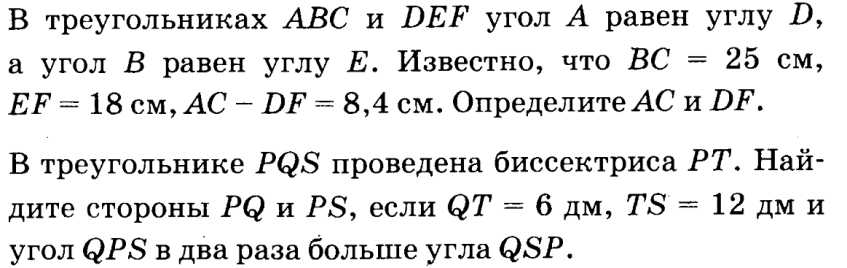 В треугольниках ABC и DEF угол A равен углу D,
а угол B равен углу E. Известно, что BC = 25 см,
EF = 18 см, AC – DF = 8,4 см. Определите AC и DF.
В треугольнике PQS проведена биссектриса PT. Най-
дите стороны PQ и PS, если QT = 6 дм, TS = 12 дм и
угол QPS в два раза больше угла QSP.